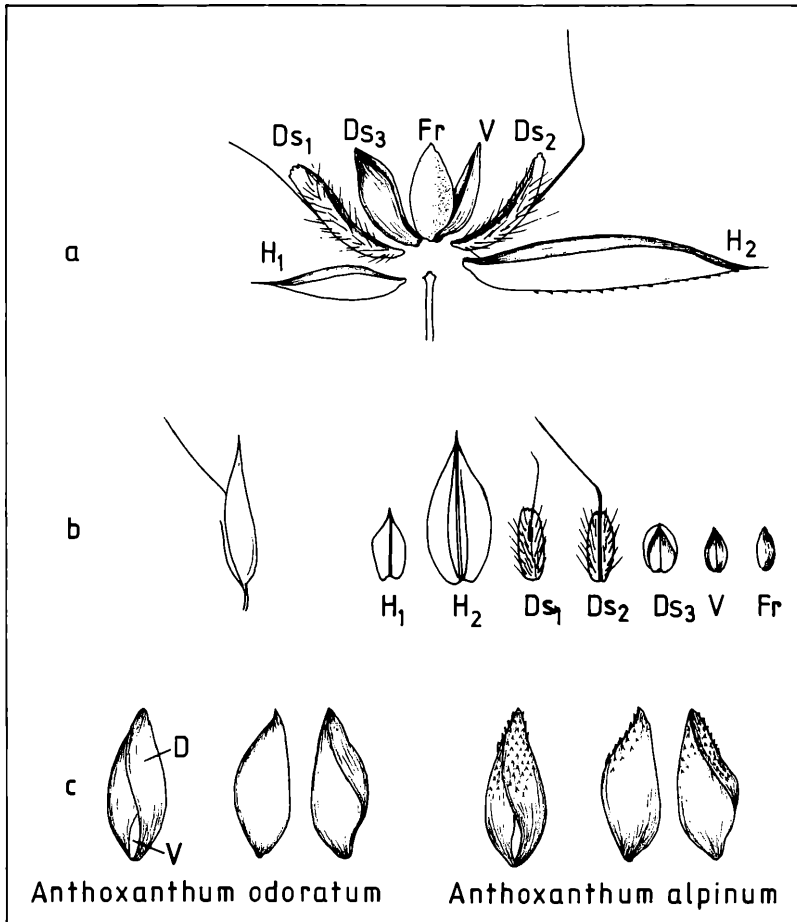 Ds₁ Ds₃ Fr V Ds₂
a
H₁ H₂
b
H₁ H₂ Ds₁ Ds₂ Ds₃ V Fr
D
c
V
Anthoxanthum odoratum Anthoxanthum alpinum